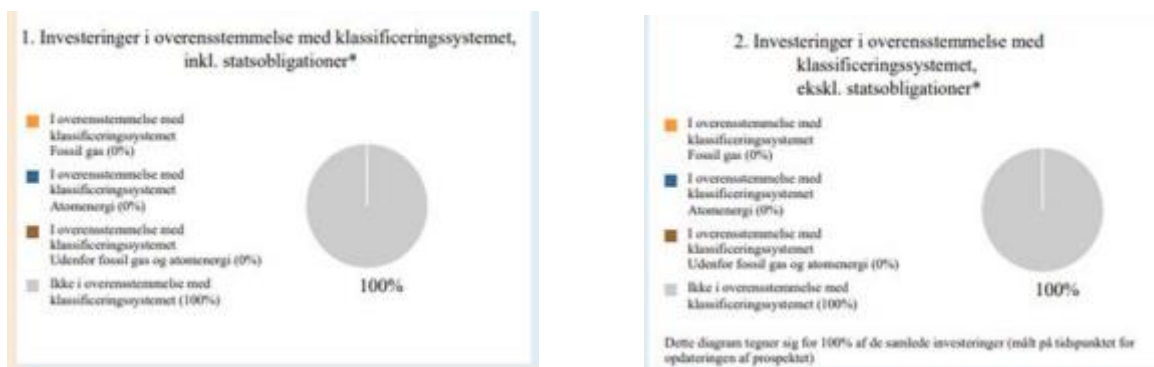 1. Investeringer i overensstemmelse med klassificeringssystemet,
inkl. statsobligationer*
I overensstemmelse med
klassificeringssystemet
Fossil gas (0%)
I overensstemmelse med
klassificeringssystemet
Atomenergi (0%)
I overensstemmelse med
klassificeringssystemet
Udenfor fossil gas og atomenergi (0%)
Ikke i overensstemmelse med
klassificeringssystemet (100%)
100%
2. Investeringer i overensstemmelse med
klassificeringssystemet,
ekskl. statsobligationer*
I overensstemmelse med
klassificeringssystemet
Fossil gas (0%)
I overensstemmelse med
klassificeringssystemet
Atomenergi (0%)
I overensstemmelse med
klassificeringssystemet
Udenfor fossil gas og atomenergi (0%)
Ikke i overensstemmelse med
klassificeringssystemet (100%)
100%
Dette diagram tegner sig for 100% af de samlede investeringer (målt på tidspunktet for
opdateringen af prospektet)